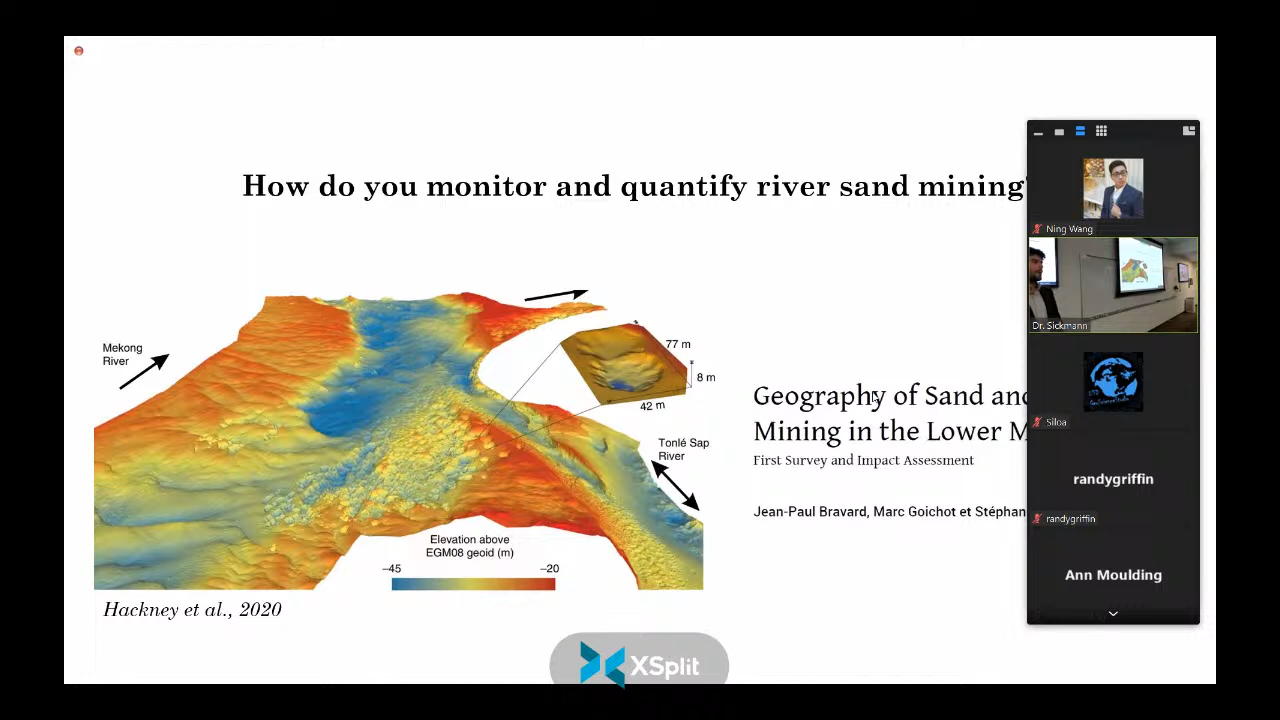 How do you monitor and quantify river sand mining?
Mekong
River
77 m
8 m
42 m
Tonlé Sap
River
Elevation above
EGM08 geoid (m)
−45
−20
Hackney et al., 2020
Geography of Sand and
Mining in the Lower M
First Survey and Impact Assessment
Jean-Paul Bravard, Marc Goichot et Stéphan
Ning Wang
Dr. Sickmann
Siloa
randygriffin
randygriffin
Ann Moulding
XSplit